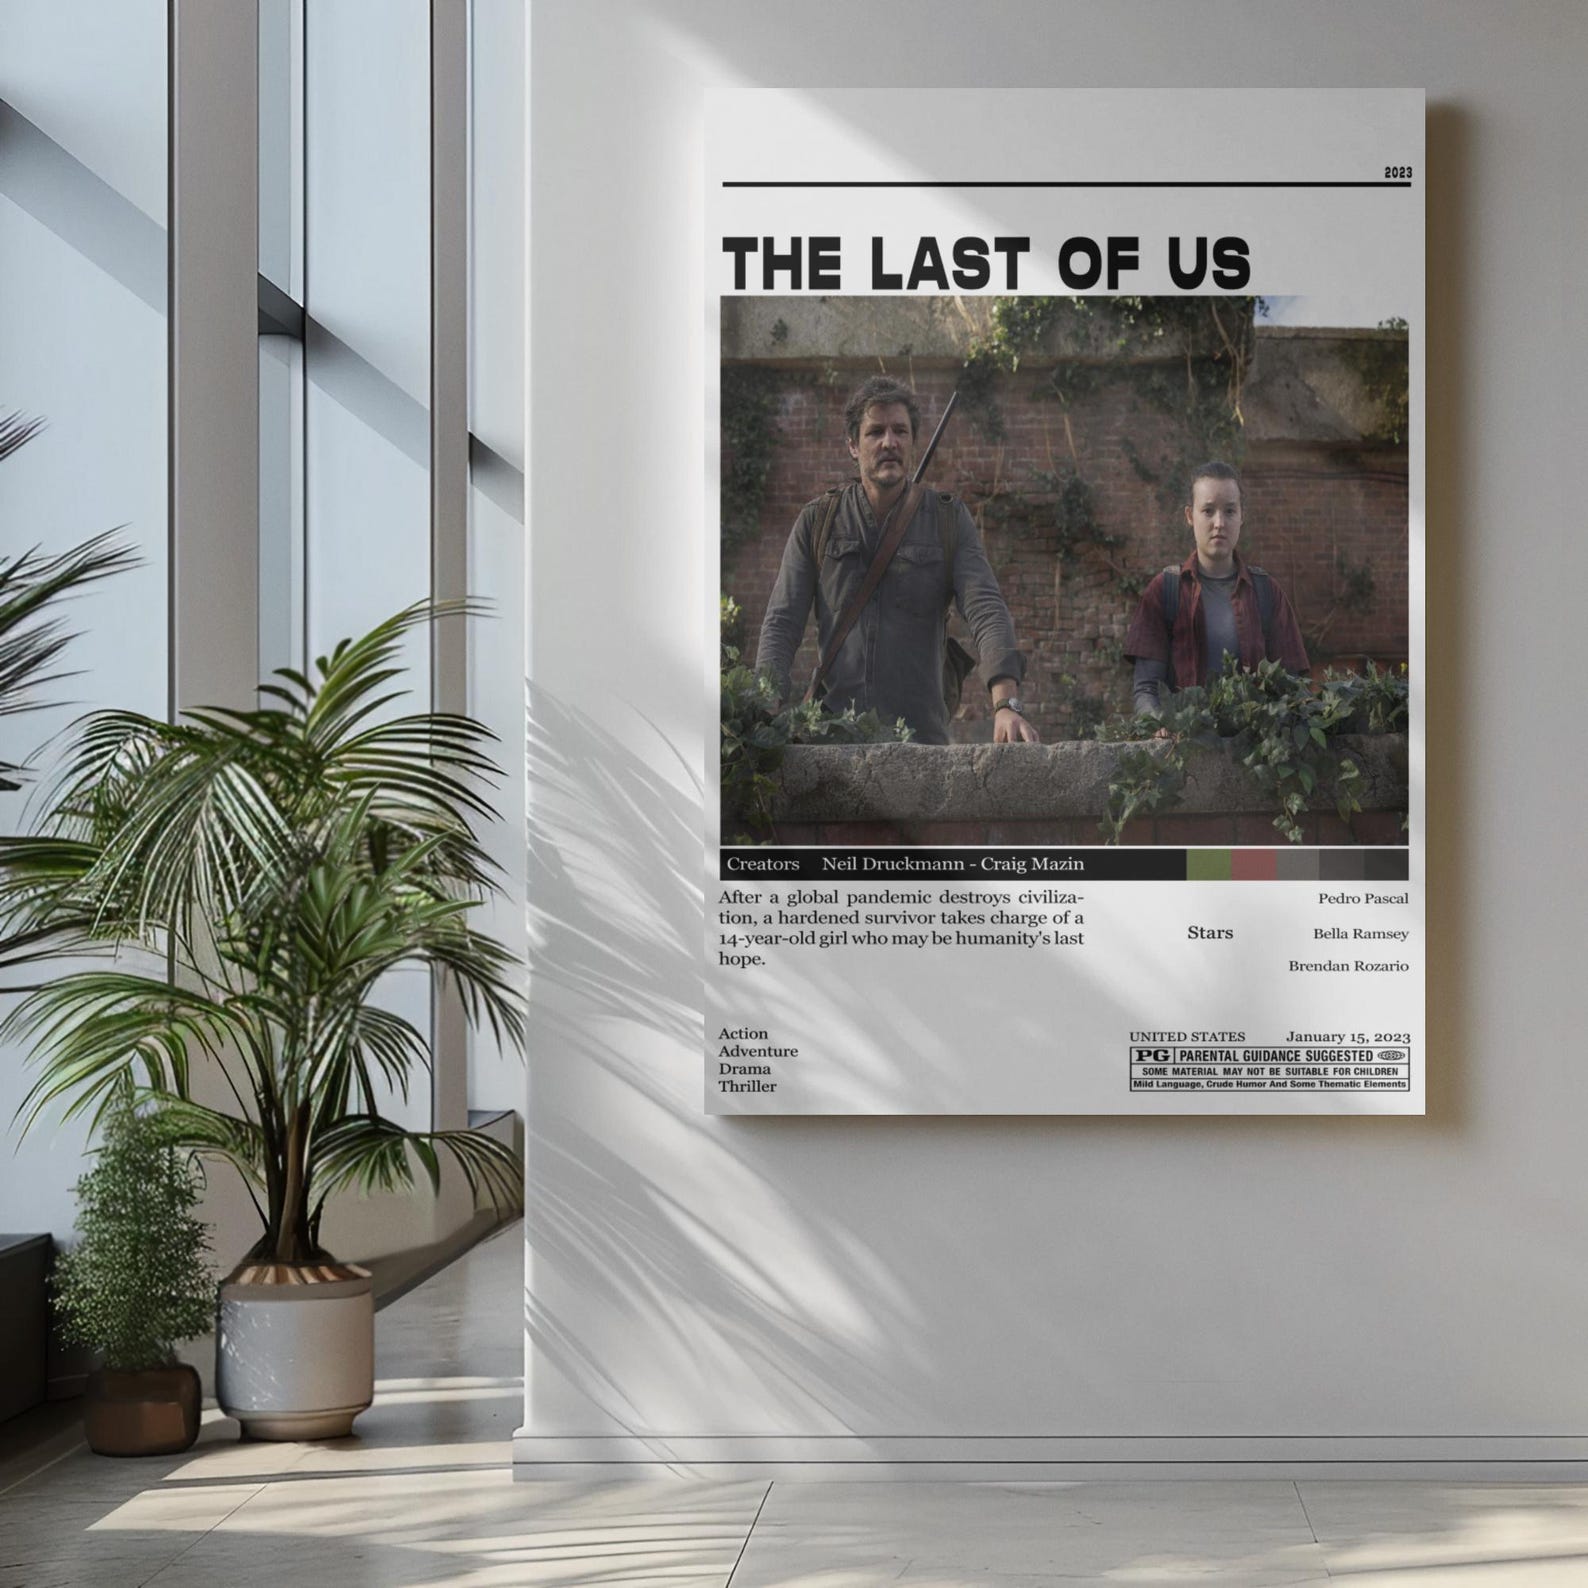 2023
THE LAST OF US
Creators Neil Druckmann - Craig Mazin
After a global pandemic destroys civiliza-
tion, a hardened survivor takes charge of a
14-year-old girl who may be humanity's last
hope.
Pedro Pascal
Stars Bella Ramsey
Brendan Rozario
Action
Adventure
Drama
Thriller
UNITED STATES January 15, 2023
PG PARENTAL GUIDANCE SUGGESTED
SOME MATERIAL MAY NOT BE SUITABLE FOR CHILDREN
Mild Language, Crude Humor And Some Thematic Elements